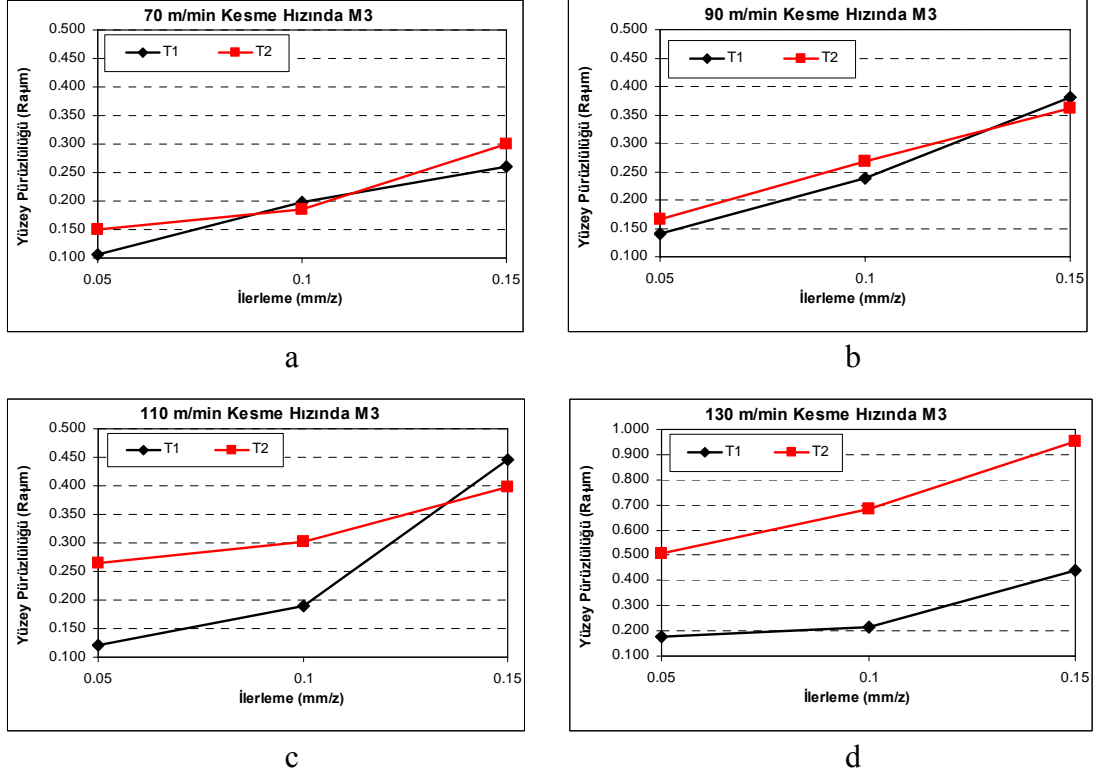 70 m/min Kesme Hızında M3
T1 T2
Yüzey Pürüzlülüğü (Raµm)
0.500
0.450
0.400
0.350
0.300
0.250
0.200
0.150
0.100
0.05 0.1 0.15
İlerleme (mm/z)
a
90 m/min Kesme Hızında M3
T1 T2
Yüzey Pürüzlülüğü (Raµm)
0.500
0.450
0.400
0.350
0.300
0.250
0.200
0.150
0.100
0.05 0.1 0.15
İlerleme (mm/z)
b
110 m/min Kesme Hızında M3
T1 T2
Yüzey Pürüzlülüğü (Raµm)
0.500
0.450
0.400
0.350
0.300
0.250
0.200
0.150
0.100
0.05 0.1 0.15
İlerleme (mm/z)
c
130 m/min Kesme Hızında M3
T1 T2
Yüzey Pürüzlülüğü (Raµm)
1.000
0.900
0.800
0.700
0.600
0.500
0.400
0.300
0.200
0.100
0.05 0.1 0.15
İlerleme (mm/z)
d